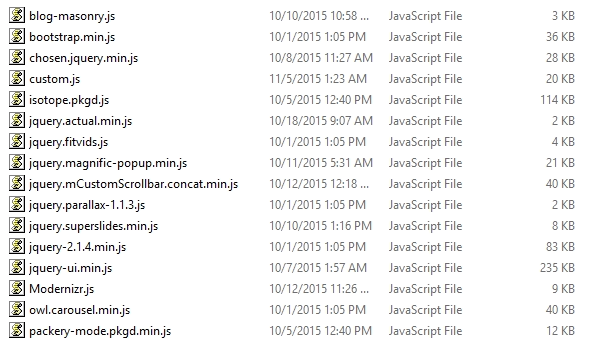 blog-masonry.js 10/10/2015 10:58 ... JavaScript File 3 KB
bootstrap.min.js 10/1/2015 1:05 PM JavaScript File 36 KB
chosen.jquery.min.js 10/8/2015 11:27 AM JavaScript File 28 KB
custom.js 11/5/2015 1:23 AM JavaScript File 20 KB
isotope.pkgd.js 10/5/2015 12:40 PM JavaScript File 114 KB
jquery.actual.min.js 10/18/2015 9:07 AM JavaScript File 2 KB
jquery.fitvids.js 10/1/2015 1:05 PM JavaScript File 4 KB
jquery.magnific-popup.min.js 10/11/2015 5:31 AM JavaScript File 21 KB
jquery.mCustomScrollbar.concat.min.js 10/12/2015 12:18 ... JavaScript File 40 KB
jquery.parallax-1.1.3.js 10/1/2015 1:05 PM JavaScript File 2 KB
jquery.superslides.min.js 10/10/2015 1:16 PM JavaScript File 8 KB
jquery-2.1.4.min.js 10/1/2015 1:05 PM JavaScript File 83 KB
jquery-ui.min.js 10/7/2015 1:57 AM JavaScript File 235 KB
Modernizr.js 10/12/2015 11:26 ... JavaScript File 9 KB
owl.carousel.min.js 10/1/2015 1:05 PM JavaScript File 40 KB
packery-mode.pkgd.min.js 10/5/2015 12:40 PM JavaScript File 12 KB